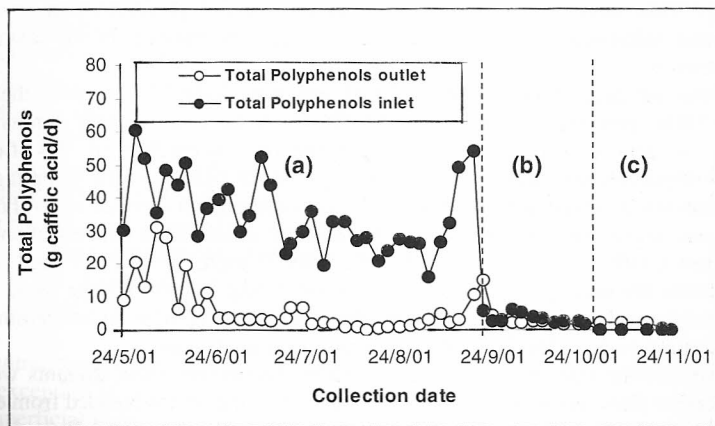 80
70
60
50
40
30
20
10
0
Total Polyphenols
(g caffeic acid/d)
Total Polyphenols outlet
Total Polyphenols inlet
(a)
(b)
(c)
24/5/01
24/6/01
24/7/01
24/8/01
24/9/01
24/10/01
24/11/01
Collection date